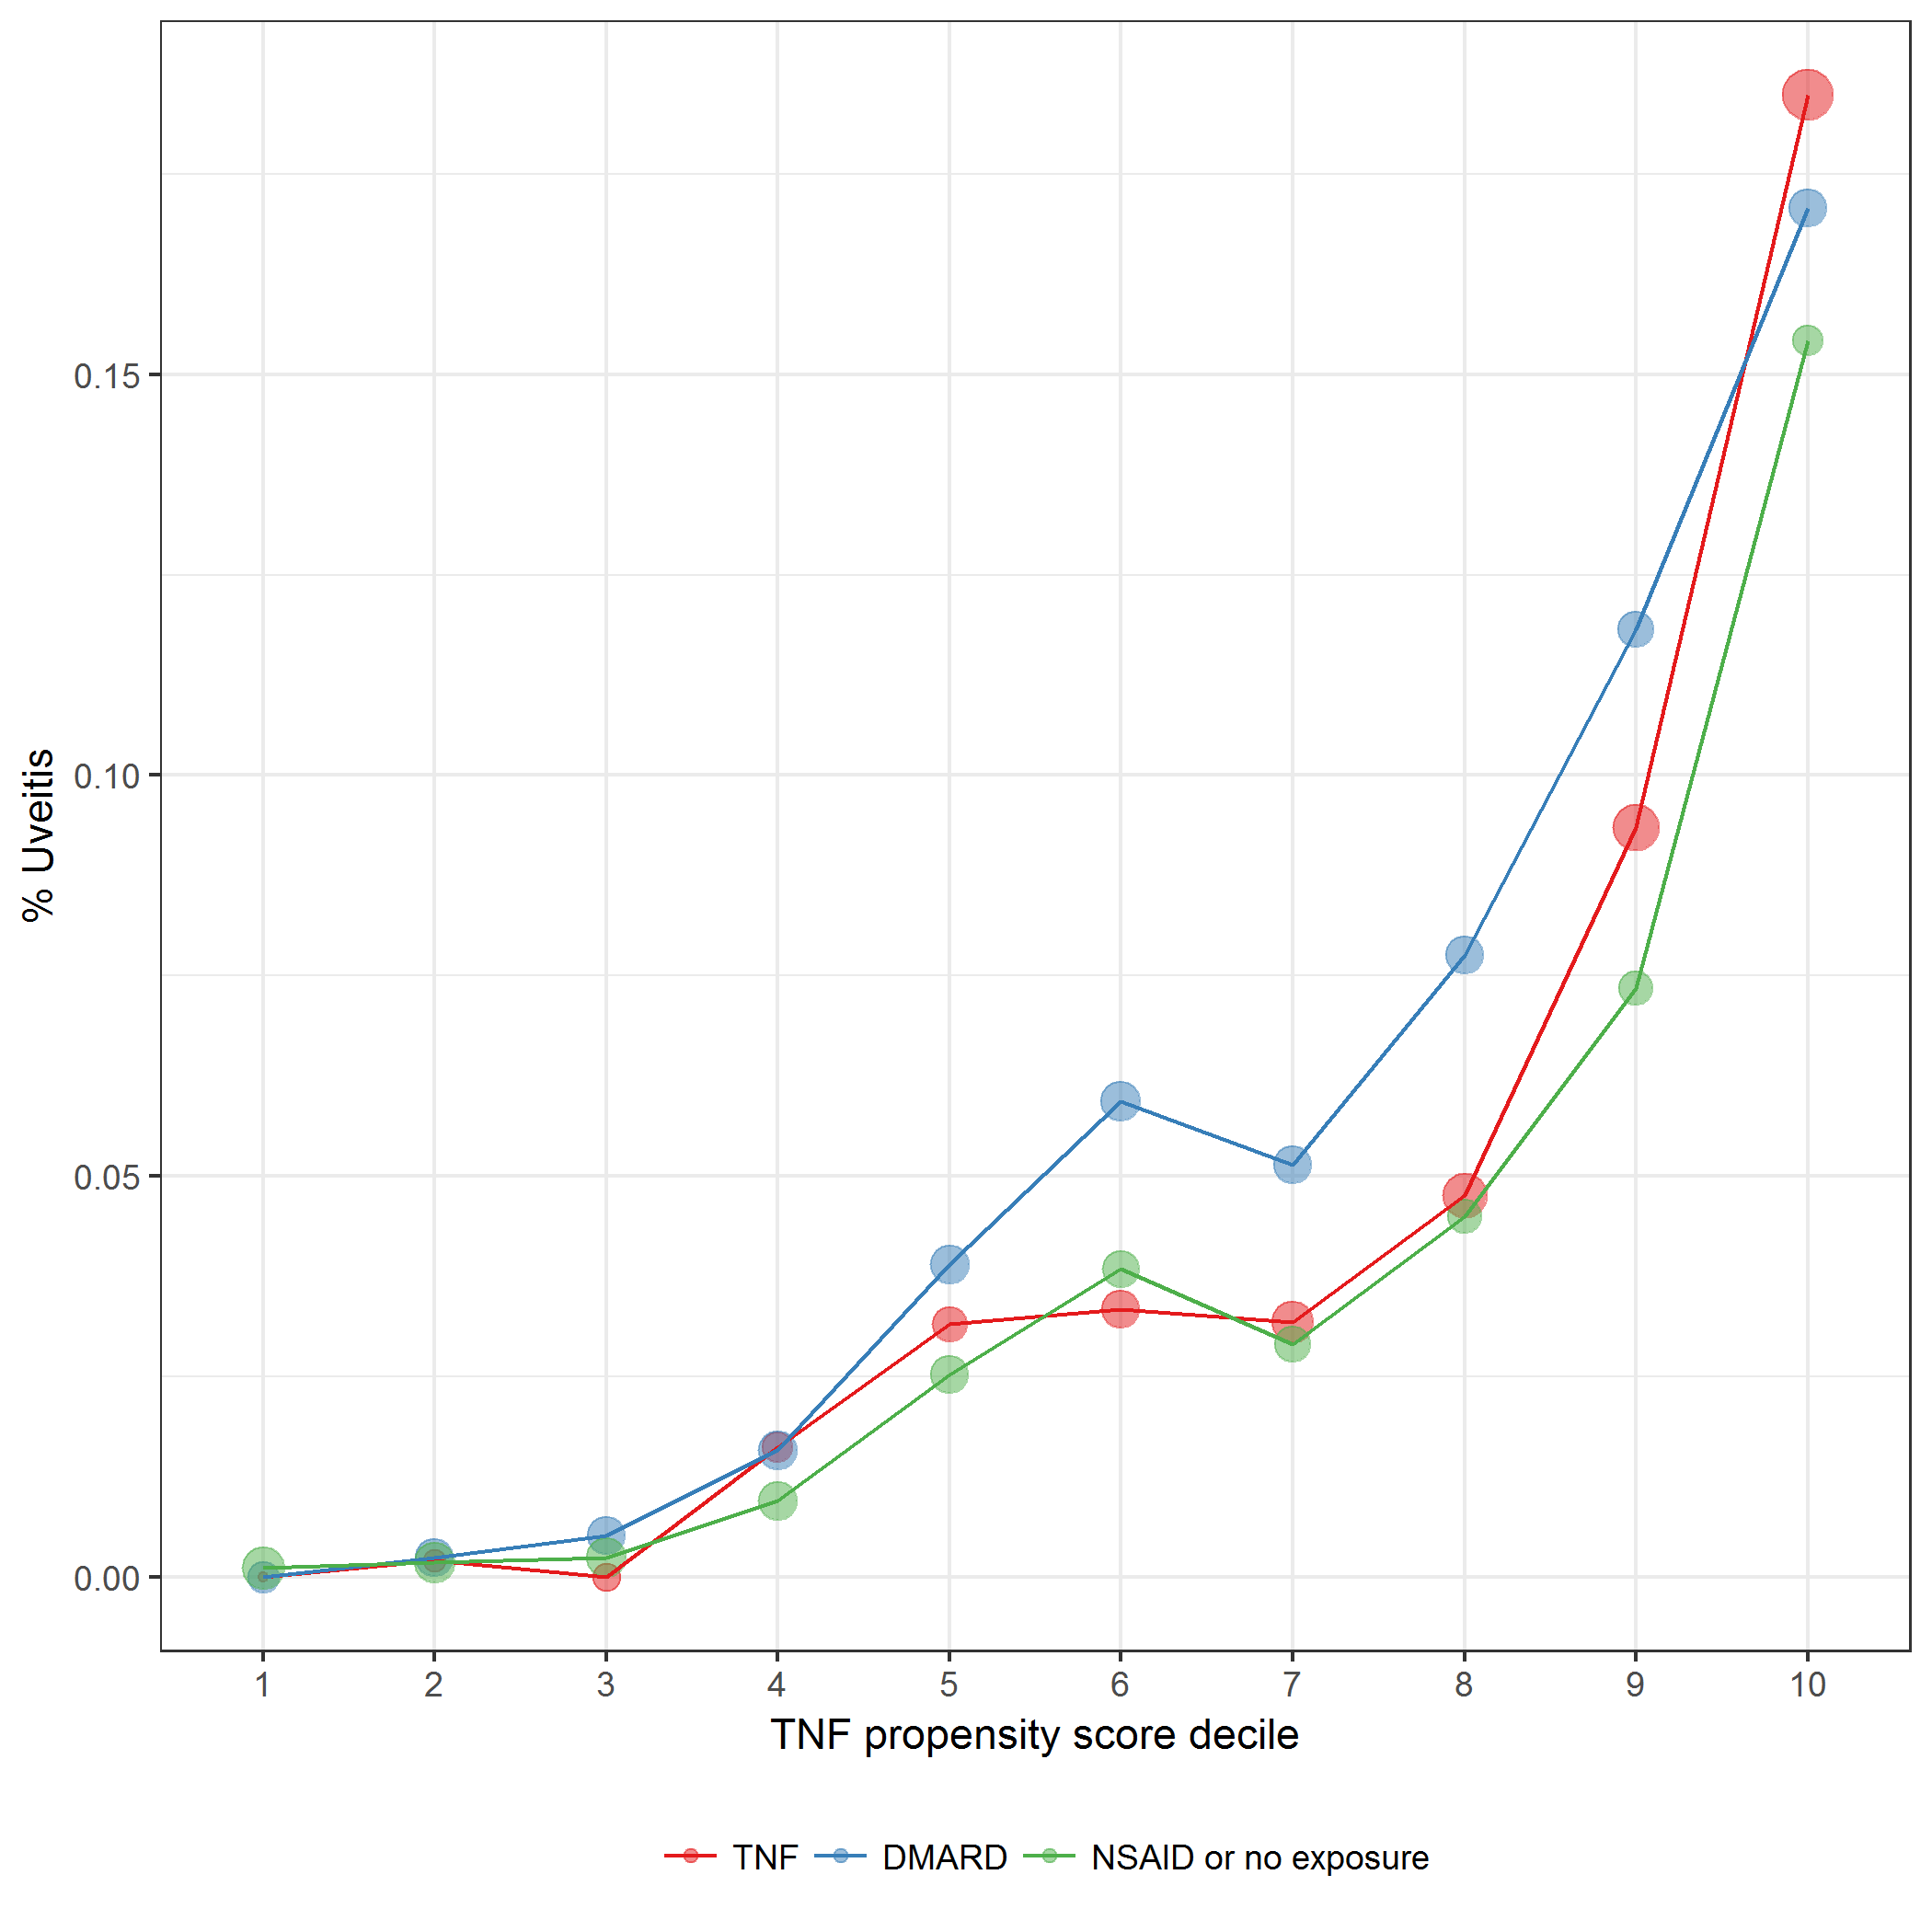 % Uveitis
0.15
0.10
0.05
0.00
1 2 3 4 5 6 7 8 9 10
TNF propensity score decile
TNF DMARD NSAID or no exposure